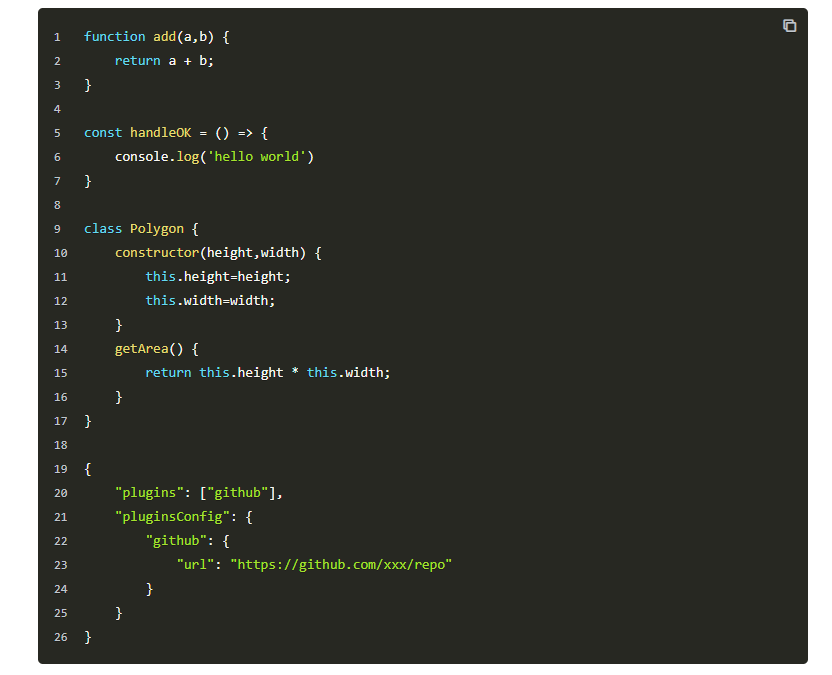 1 function add(a,b) {
2     return a + b;
3 }
4
5 const handleOK = () => {
6     console.log('hello world')
7 }
8
9 class Polygon {
10     constructor(height,width) {
11         this.height=height;
12         this.width=width;
13     }
14     getArea() {
15         return this.height * this.width;
16     }
17 }
18
19 {
20     "plugins": ["github"],
21     "pluginsConfig": {
22         "github": {
23             "url": "https://github.com/xxx/repo"
24         }
25     }
26 }